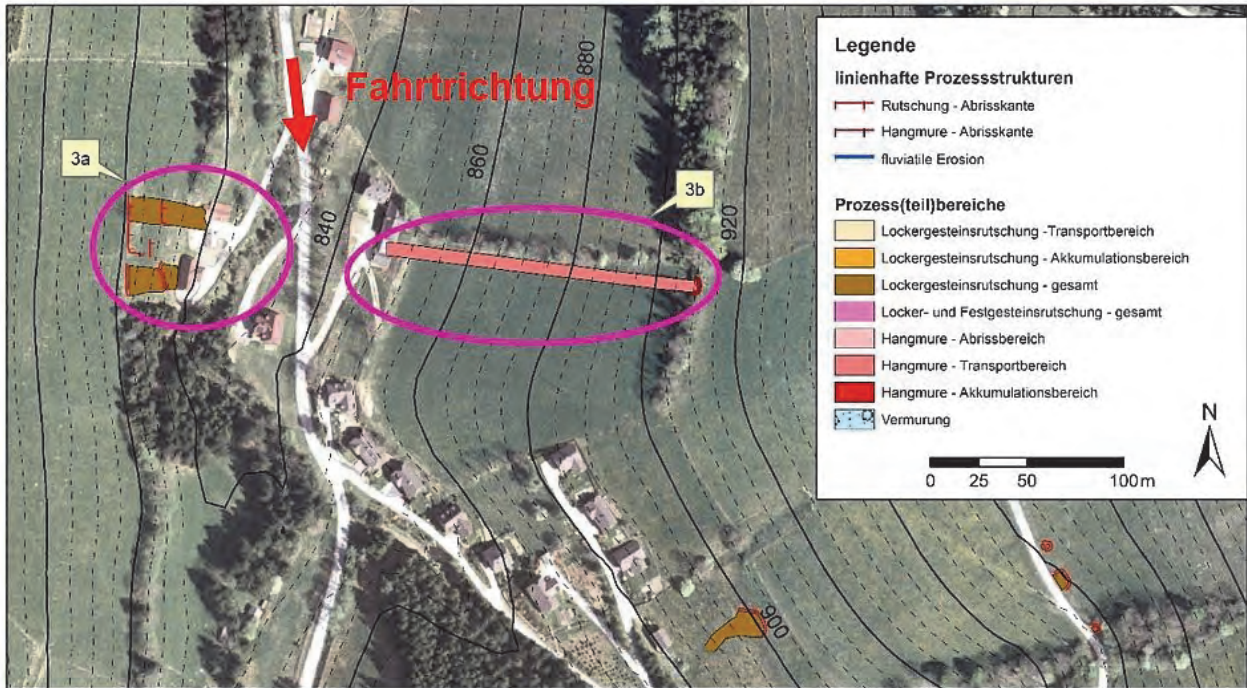 Fahrtrichtung
3a
3b
840
860
880
920
900
Legende
linienhafte Prozessstrukturen
Rutschung - Abrisskante
Hangmure - Abrisskante
fluviatile Erosion
Prozess(teil)bereiche
Lockergesteinsrutschung -Transportbereich
Lockergesteinsrutschung - Akkumulationsbereich
Lockergesteinsrutschung - gesamt
Locker- und Festgesteinsrutschung - gesamt
Hangmure - Abrissbereich
Hangmure - Transportbereich
Hangmure - Akkumulationsbereich
Vermurung
N
0 25 50 100m